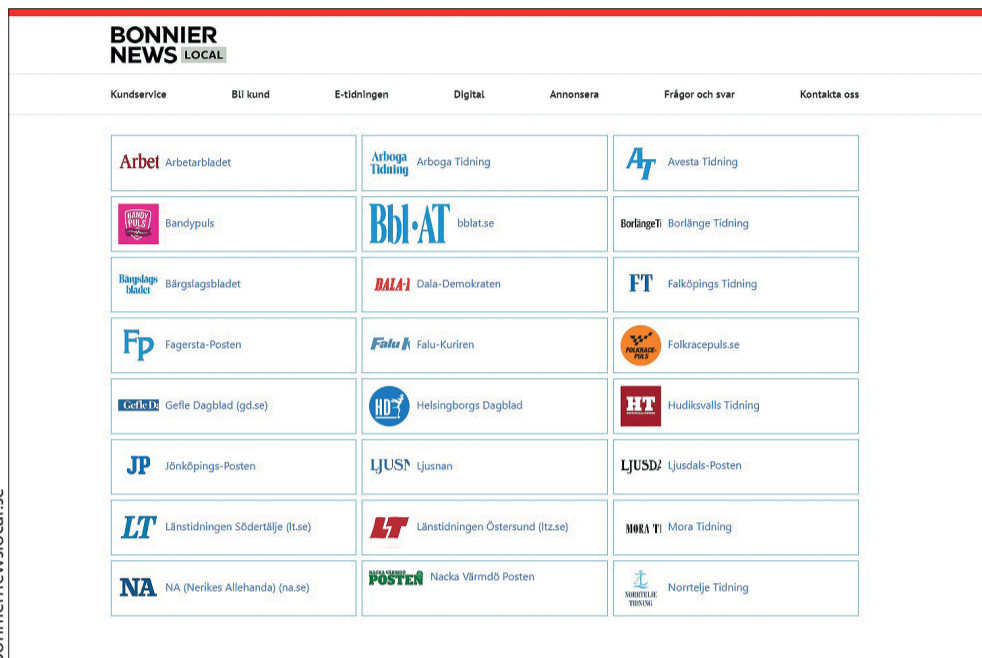 BONNIER
NEWS LOCAL
Kundservice Bli kund E-tidningen Digital Annonsera Frågor och svar Kontakta oss
Arbet Arbetarbladet
Arboga
Tidning Arboga Tidning
AT Avesta Tidning
BANDY
PULS Bandypuls
Bbl·AT bblat.se
BorlängeTi Borlänge Tidning
Bärgslags
bladet Bärgslagsbladet
DALA-D Dala-Demokraten
FT Falköpings Tidning
FP Fagersta-Posten
Falu K Falu-Kuriren
FOLKRACE-
PULS Folkracepuls.se
Gefle Da Gefle Dagblad (gd.se)
HD Helsingborgs Dagblad
HT Hudiksvalls Tidning
JP Jönköpings-Posten
LJUSN Ljusnan
LJUSDA Ljusdals-Posten
LT Länstidningen Södertälje (lt.se)
LT Länstidningen Östersund (ltz.se)
MORA TI Mora Tidning
NA NA (Nerikes Allehanda) (na.se)
NACKA VÄRMDÖ
POSTEN Nacka Värmdö Posten
NORRTELJE
TIDNING Norrtelje Tidning
bonniernewslocal.se